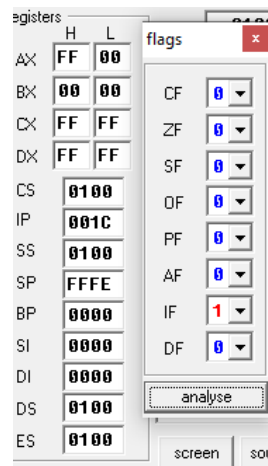 egisters
H L
AX FF 00
BX 00 00
CX FF FF
DX FF FF
CS 0100
IP 001C
SS 0100
SP FFFE
BP 0000
SI 0000
DI 0000
DS 0100
ES 0100
flags x
CF 0
ZF 0
SF 0
OF 0
PF 0
AF 0
IF 1
DF 0
analyse
screen sou